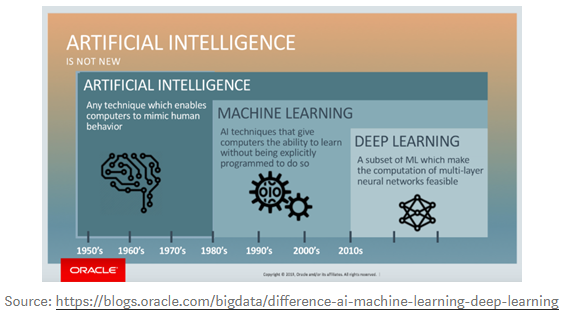 ARTIFICIAL INTELLIGENCE
IS NOT NEW
ARTIFICIAL INTELLIGENCE
Any technique which enables
computers to mimic human
behavior
MACHINE LEARNING
AI techniques that give
computers the ability to learn
without being explicitly
programmed to do so
DEEP LEARNING
A subset of ML which make
the computation of multi-layer
neural networks feasible
1950's 1960's 1970's 1980's 1990's 2000's 2010s
ORACLE
Copyright © 2016, Oracle and/or its affiliates. All rights reserved. |
Source: https://blogs.oracle.com/bigdata/difference-ai-machine-learning-deep-learning